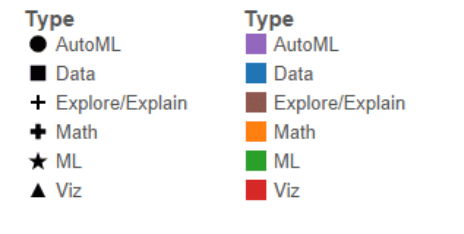 Type
AutoML
Data
Explore/Explain
Math
ML
Viz
Type
AutoML
Data
Explore/Explain
Math
ML
Viz